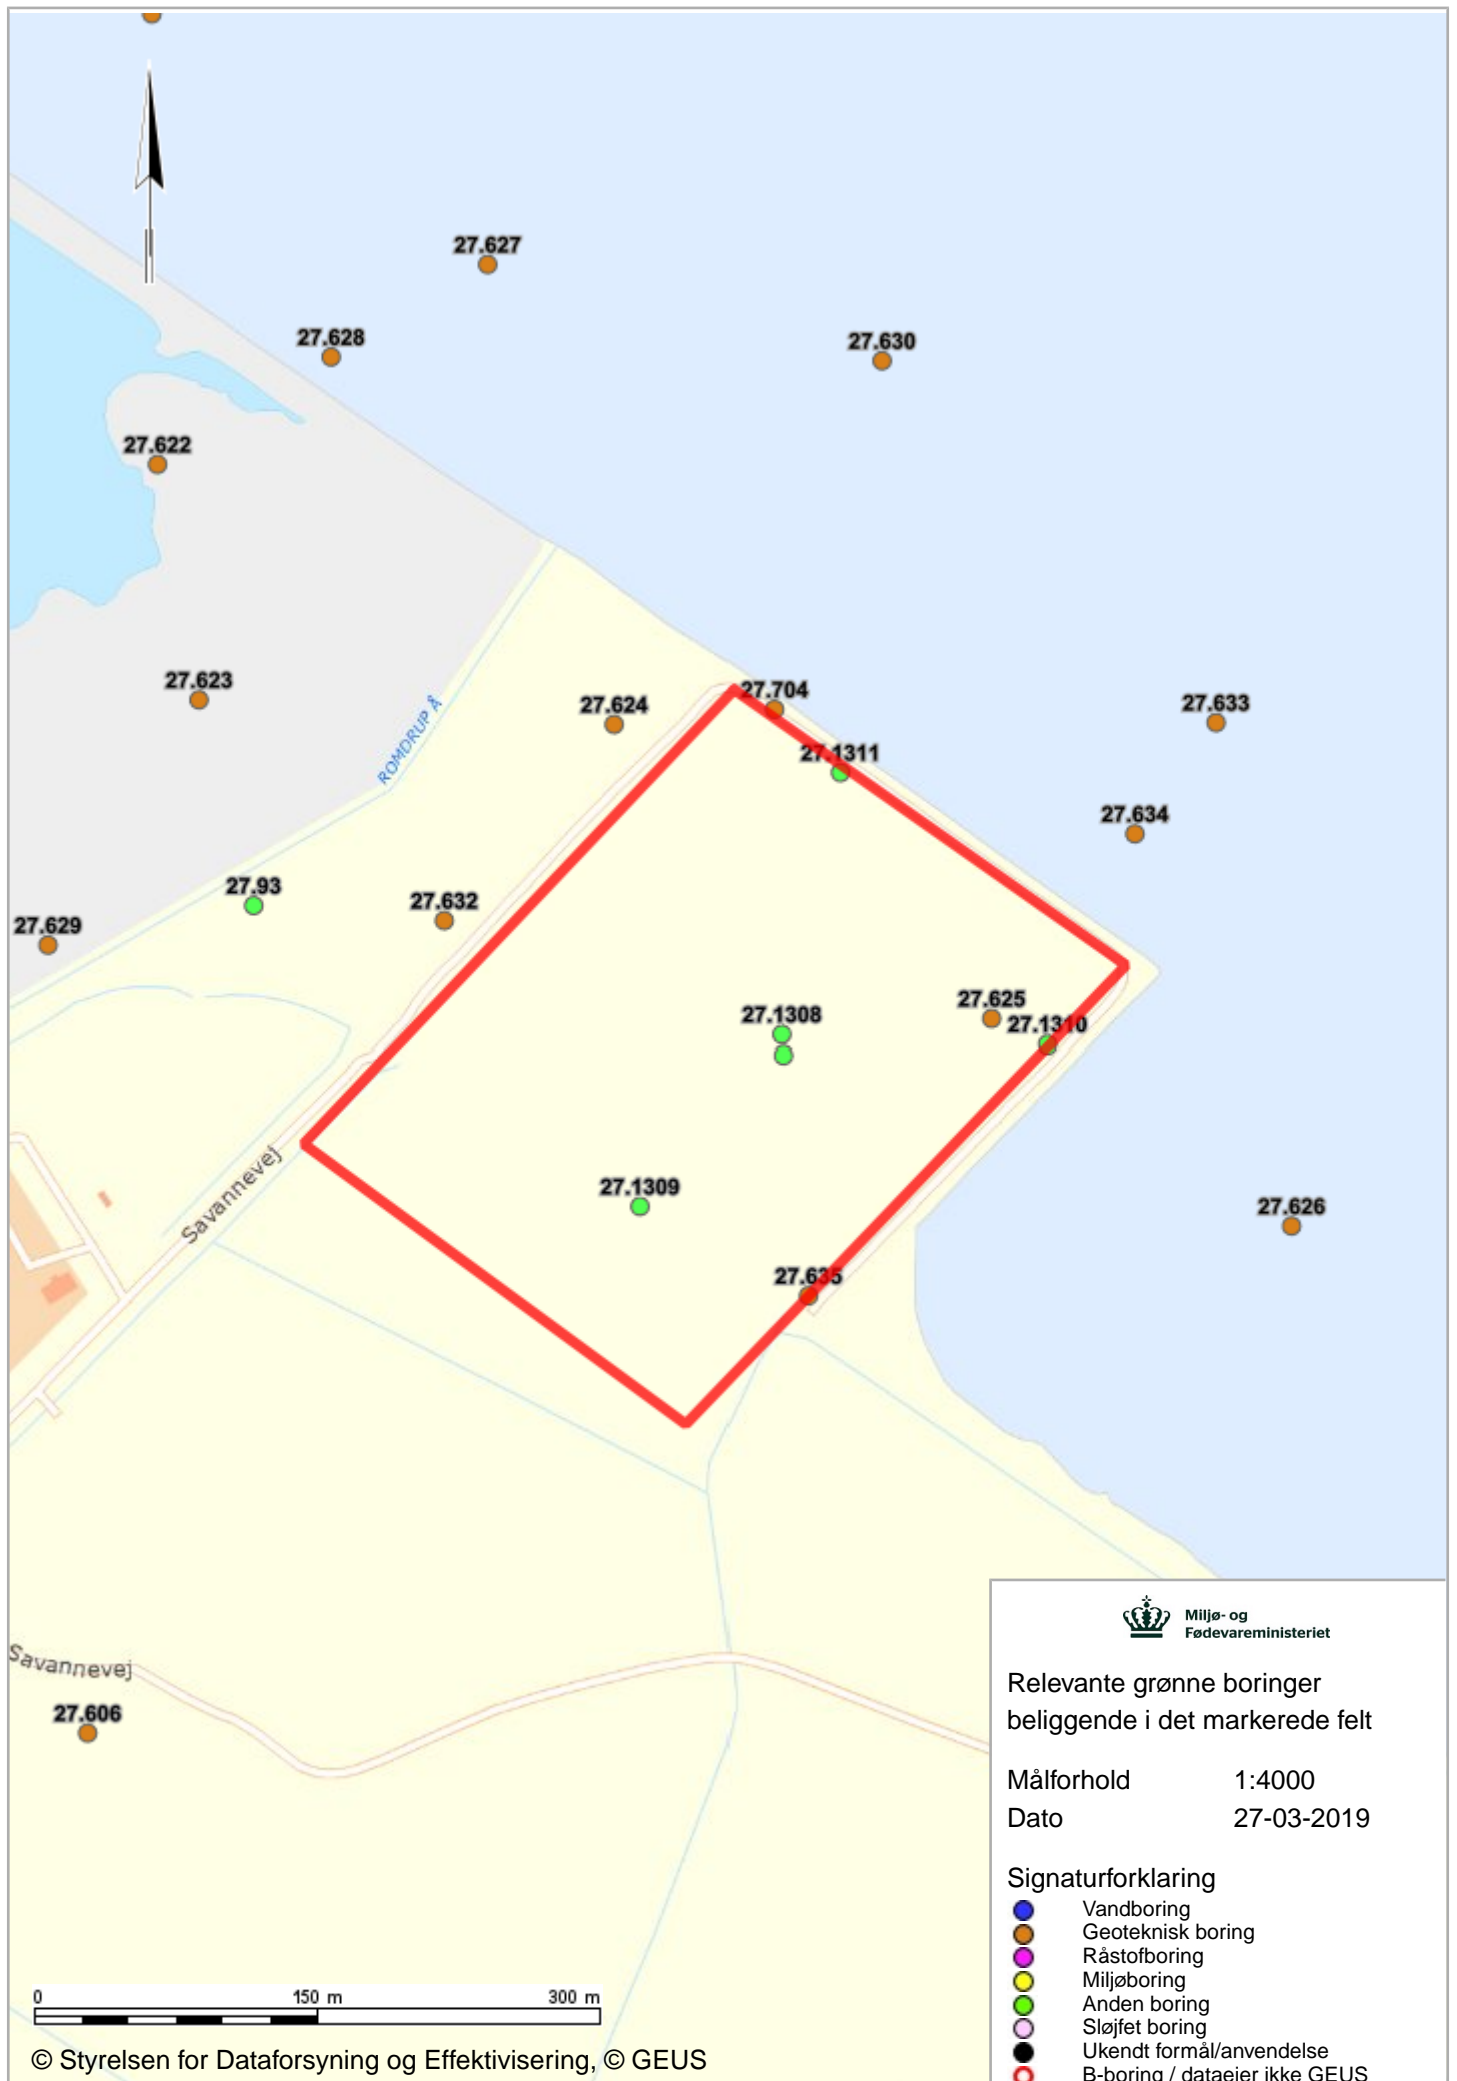 27.627
27.628
27.630
27.622
27.623
27.624
27.704
27.633
27.1311
ROMDRUP Å
27.634
27.93
27.632
27.629
27.625
27.1308
27.1310
Savannevej
27.1309
27.626
27.635
Savannevej
27.606
0 150 m 300 m
© Styrelsen for Dataforsyning og Effektivisering, © GEUS
Miljø- og
Fødevareministeriet
Relevante grønne boringer
beliggende i det markerede felt
Målforhold 1:4000
Dato 27-03-2019
Signaturforklaring
Vandboring
Geoteknisk boring
Råstofboring
Miljøboring
Anden boring
Sløjfet boring
Ukendt formål/anvendelse
B-boring / dataejer ikke GEUS